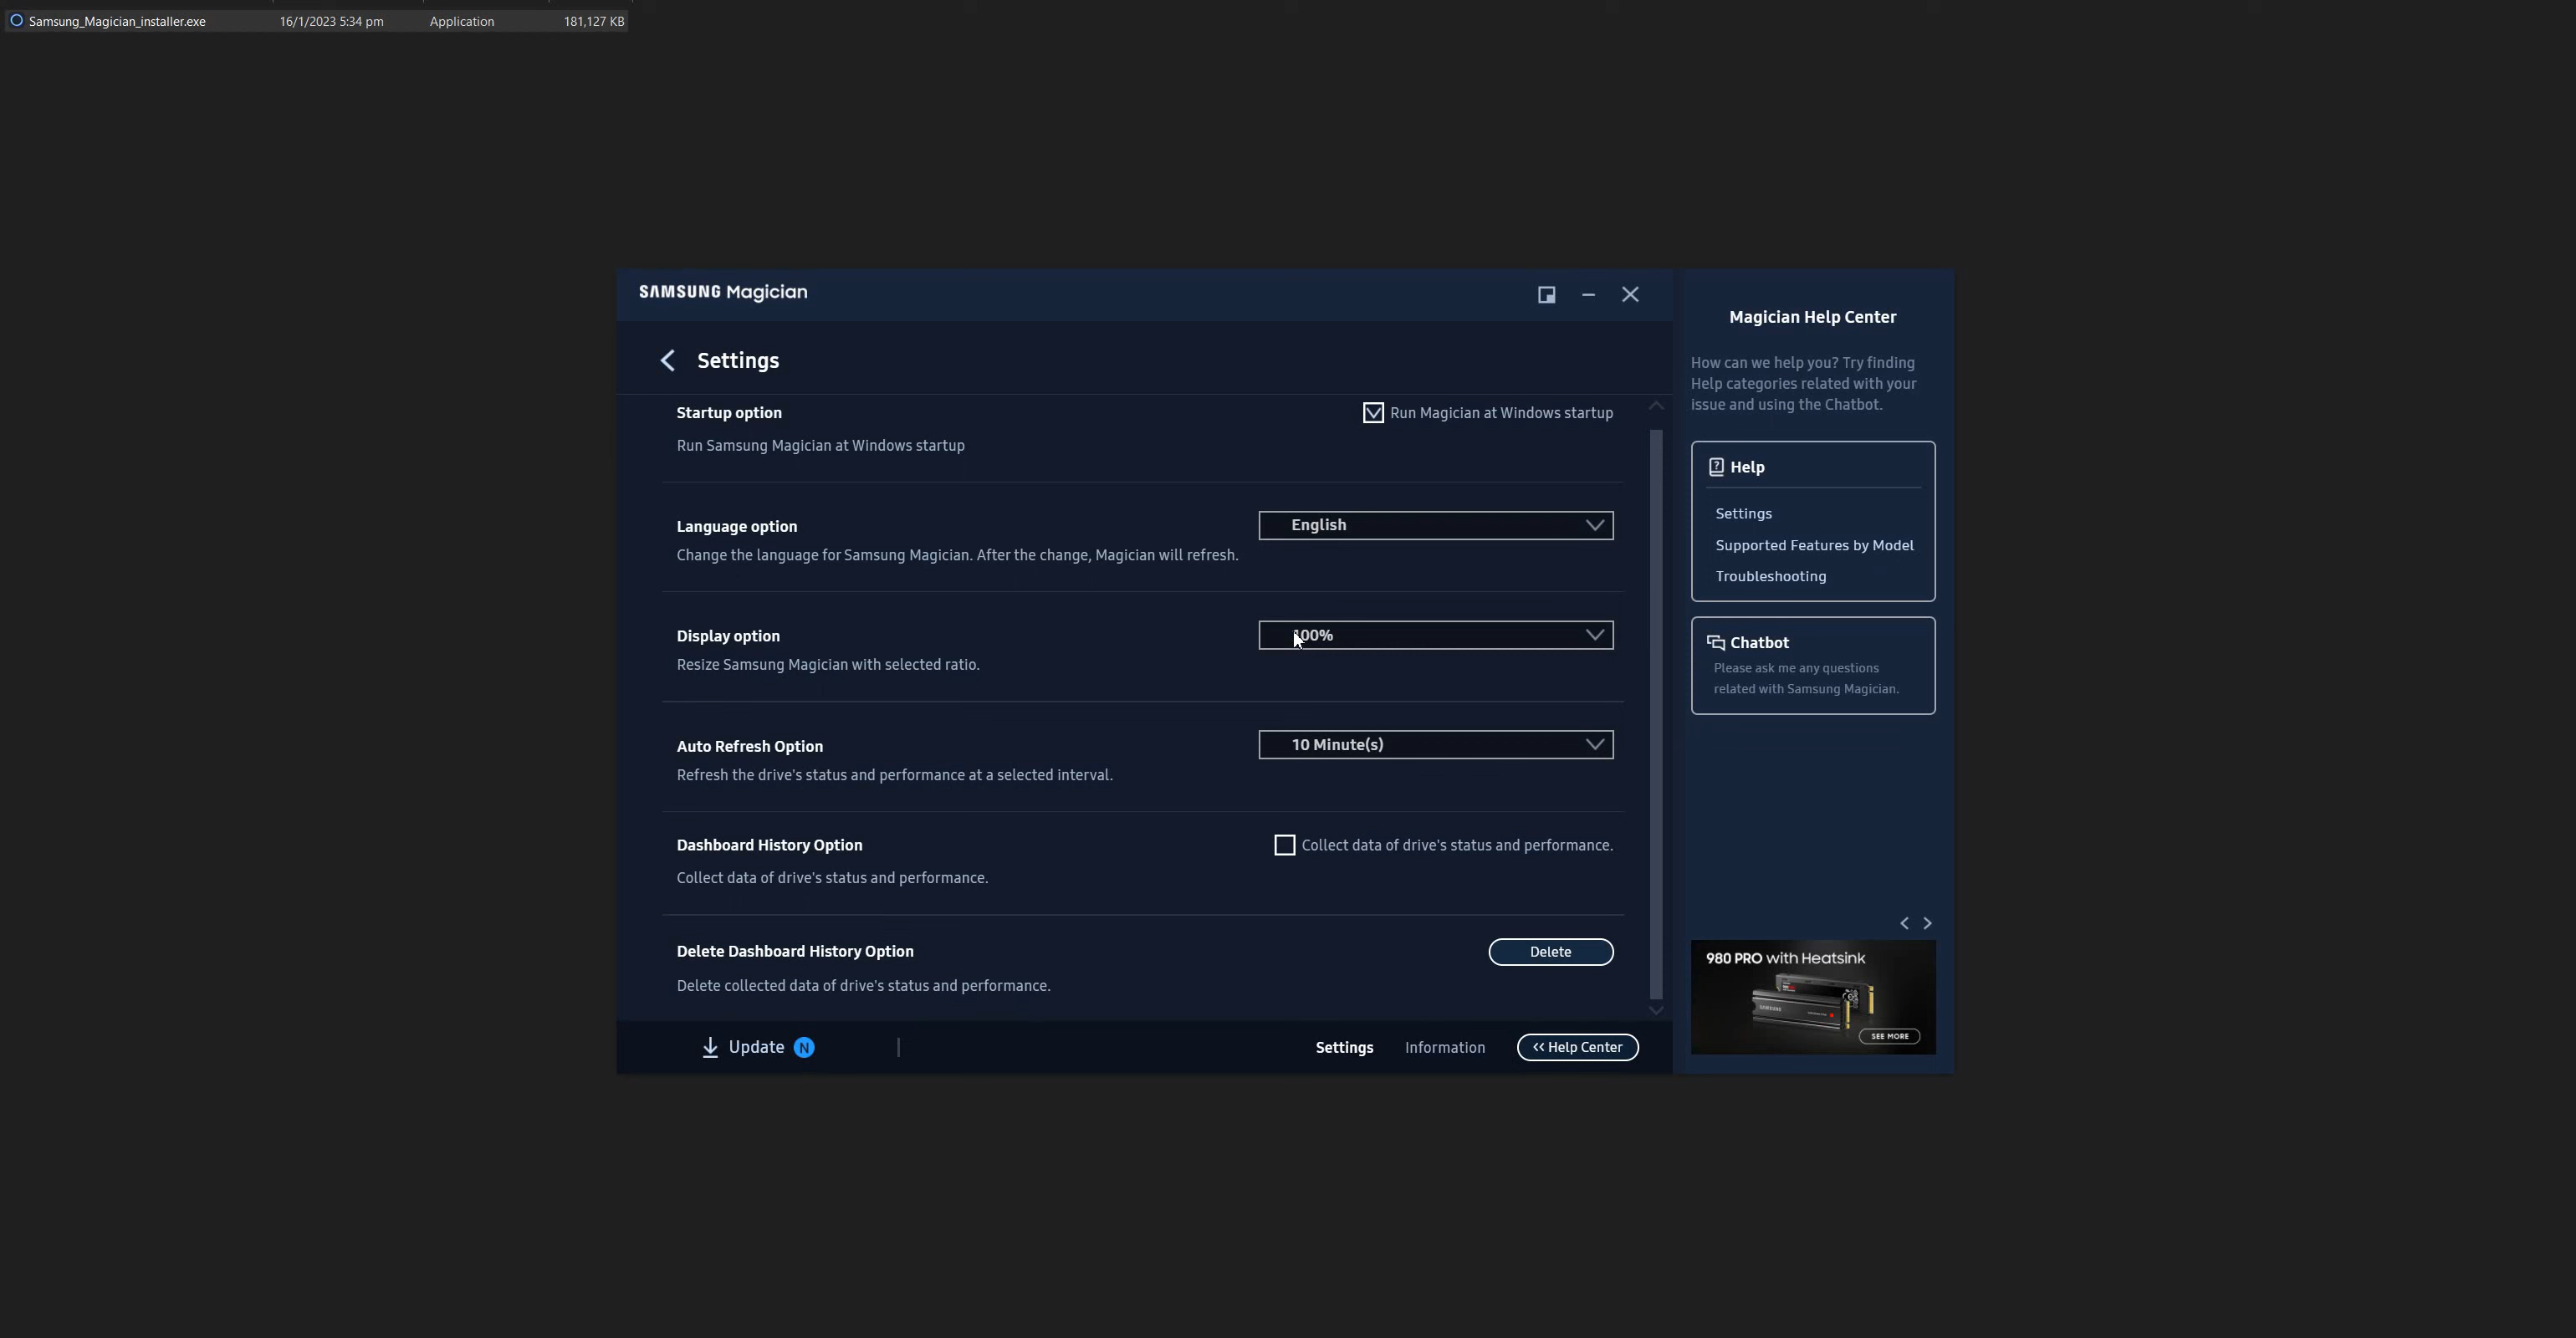 Samsung_Magician_installer.exe 16/1/2023 5:34 pm Application 181,127 KB
SAMSUNG Magician
Settings
Startup option
Run Magician at Windows startup
Run Samsung Magician at Windows startup
Language option
English
Change the language for Samsung Magician. After the change, Magician will refresh.
Display option
100%
Resize Samsung Magician with selected ratio.
Auto Refresh Option
10 Minute(s)
Refresh the drive's status and performance at a selected interval.
Dashboard History Option
Collect data of drive's status and performance.
Collect data of drive's status and performance.
Delete Dashboard History Option
Delete
Delete collected data of drive's status and performance.
Update N
Settings
Information
<< Help Center
Magician Help Center
How can we help you? Try finding
Help categories related with your
issue and using the Chatbot.
Help
Settings
Supported Features by Model
Troubleshooting
Chatbot
Please ask me any questions
related with Samsung Magician.
980 PRO with Heatsink
SAMSUNG
SEE MORE